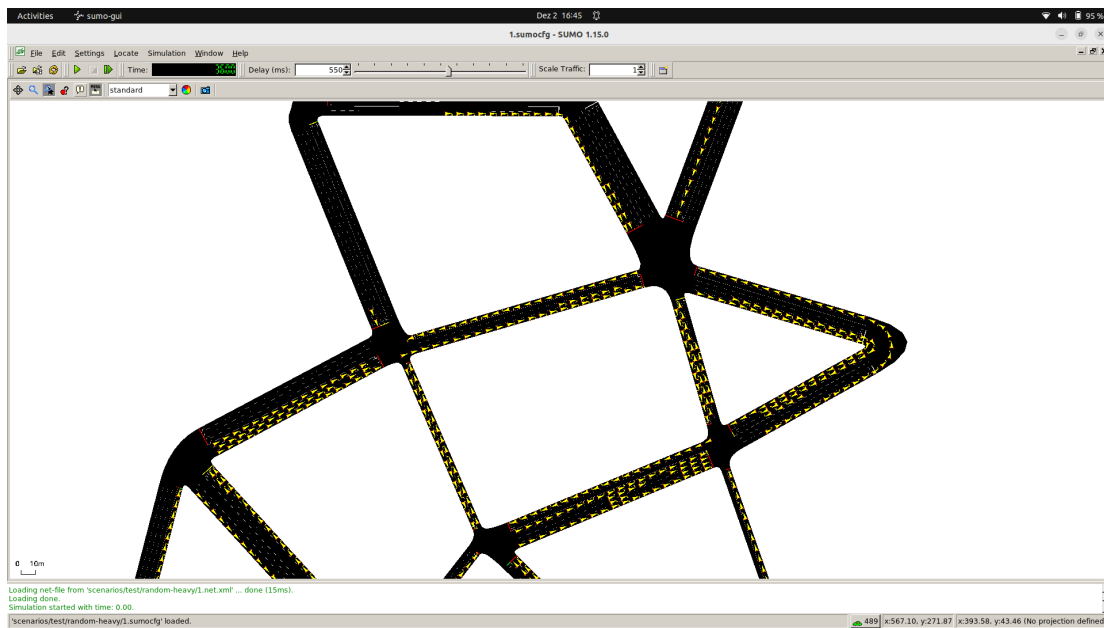 Activities sumo-gui Dez 2 16:45 95 %
1.sumocfg - SUMO 1.15.0
File Edit Settings Locate Simulation Window Help
Time: 3600 Delay (ms): 550 Scale Traffic: 1
standard
0 10m
Loading net-file from 'scenarios/test/random-heavy/1.net.xml' ... done (15ms).
Loading done.
Simulation started with time: 0.00.
'scenarios/test/random-heavy/1.sumocfg' loaded. 489 x:567.10, y:271.87 x:393.58, y:43.46 (No projection defined